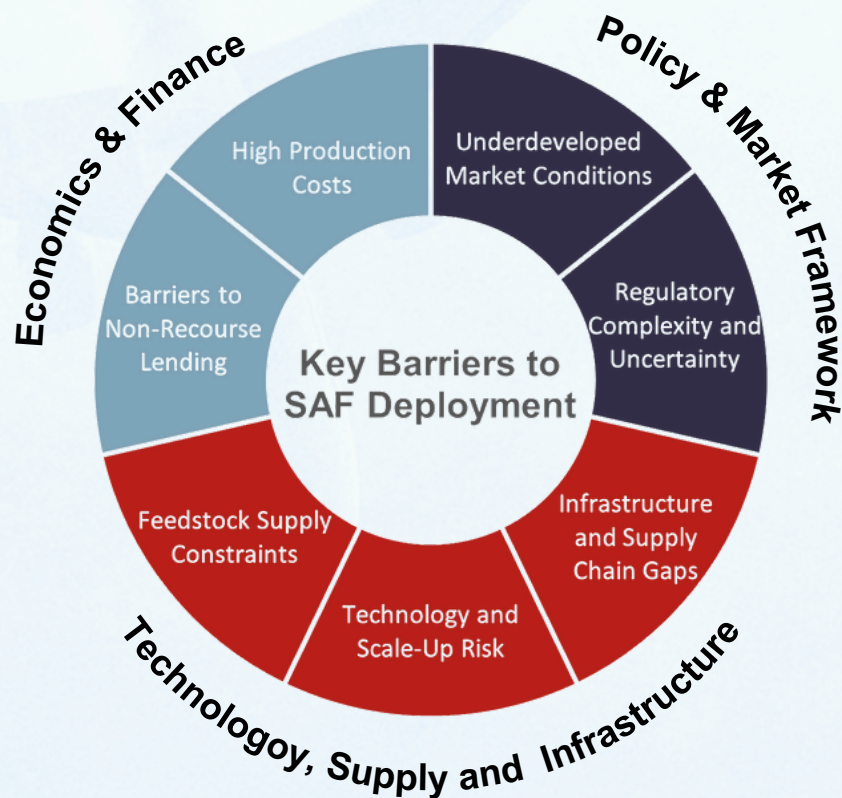 Economics & Finance
Policy & Market Framework
High Production
Costs
Underdeveloped
Market Conditions
Barriers to
Non-Recourse
Lending
Regulatory
Complexity and
Uncertainty
Key Barriers to
SAF Deployment
Feedstock Supply
Constraints
Technology and
Scale-Up Risk
Infrastructure
and Supply
Chain Gaps
Technologoy, Supply and Infrastructure